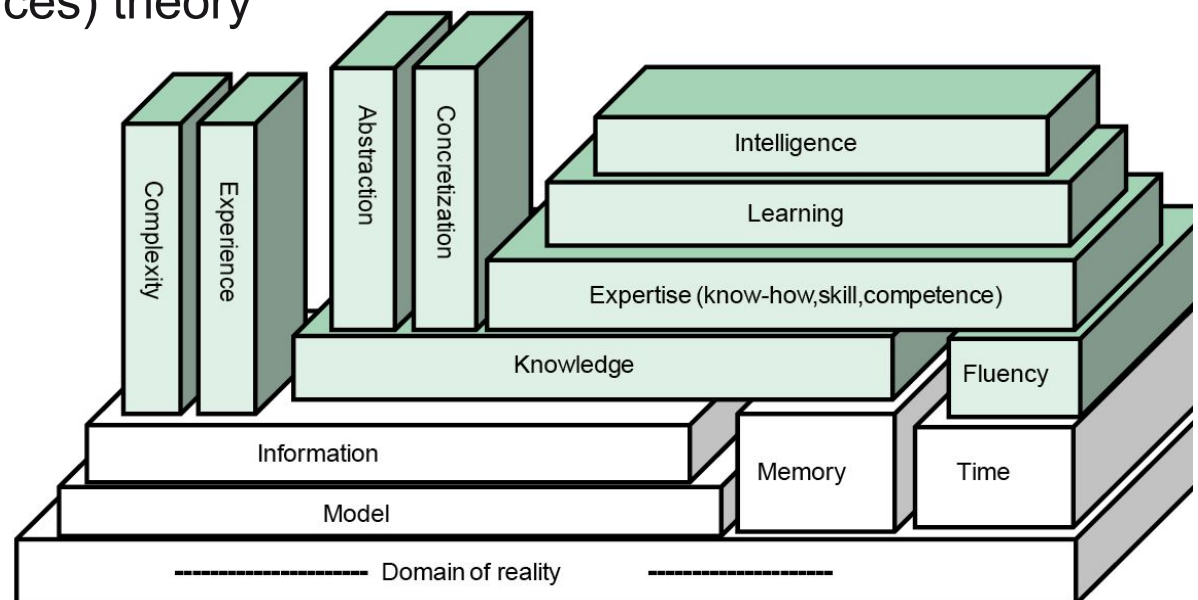 ces) theory
Complexity
Experience
Abstraction
Concretization
Intelligence
Learning
Expertise (know-how,skill,competence)
Knowledge
Fluency
Information
Memory
Time
Model
Domain of reality